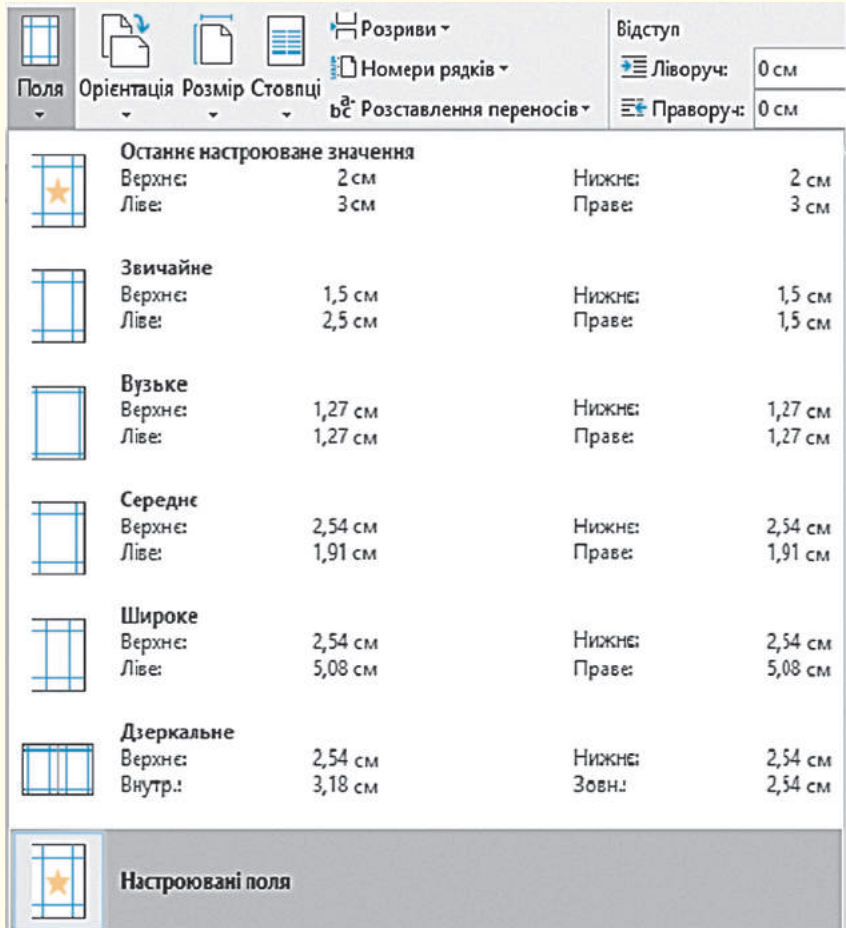 Поля Орієнтація Розмір Стовпці
Розриви
Номери рядків
Розставлення переносів
Відступ
Ліворуч: 0 см
Праворуч: 0 см
Останнє настроюване значення
Верхнє: 2 см Нижнє: 2 см
Ліве: 3 см Праве: 3 см
Звичайне
Верхнє: 1,5 см Нижнє: 1,5 см
Ліве: 2,5 см Праве: 1,5 см
Вузьке
Верхнє: 1,27 см Нижнє: 1,27 см
Ліве: 1,27 см Праве: 1,27 см
Середнє
Верхнє: 2,54 см Нижнє: 2,54 см
Ліве: 1,91 см Праве: 1,91 см
Широке
Верхнє: 2,54 см Нижнє: 2,54 см
Ліве: 5,08 см Праве: 5,08 см
Дзеркальне
Верхнє: 2,54 см Нижнє: 2,54 см
Внутр.: 3,18 см Зовн.: 2,54 см
Настроювані поля